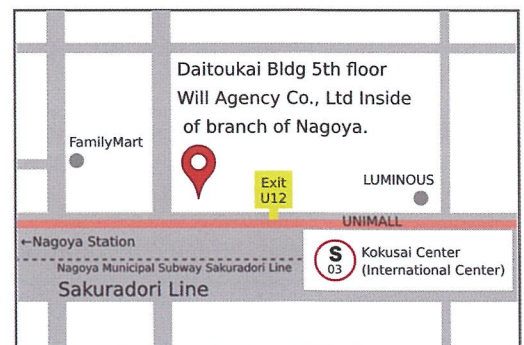 Daitoukai Bldg 5th floor
Will Agency Co., Ltd Inside
of branch of Nagoya.
FamilyMart
Exit
U12
LUMINOUS
UNIMALL
←Nagoya Station
Nagoya Municipal Subway Sakuradori Line
Sakuradori Line
S
03
Kokusai Center
(International Center)